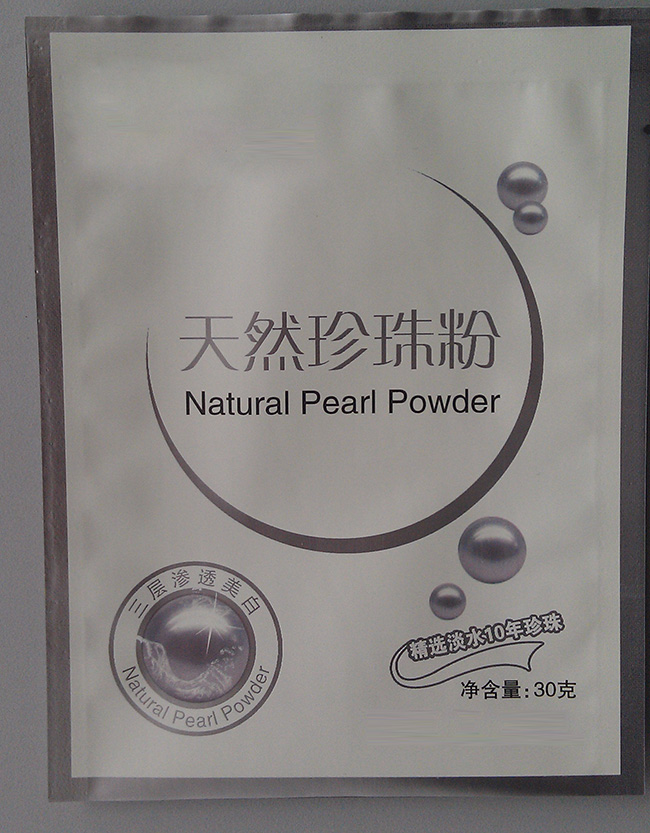 天然珍珠粉
Natural Pearl Powder
三层渗透美白
Natural Pearl Powder
精选淡水10年珍珠
净含量:30克